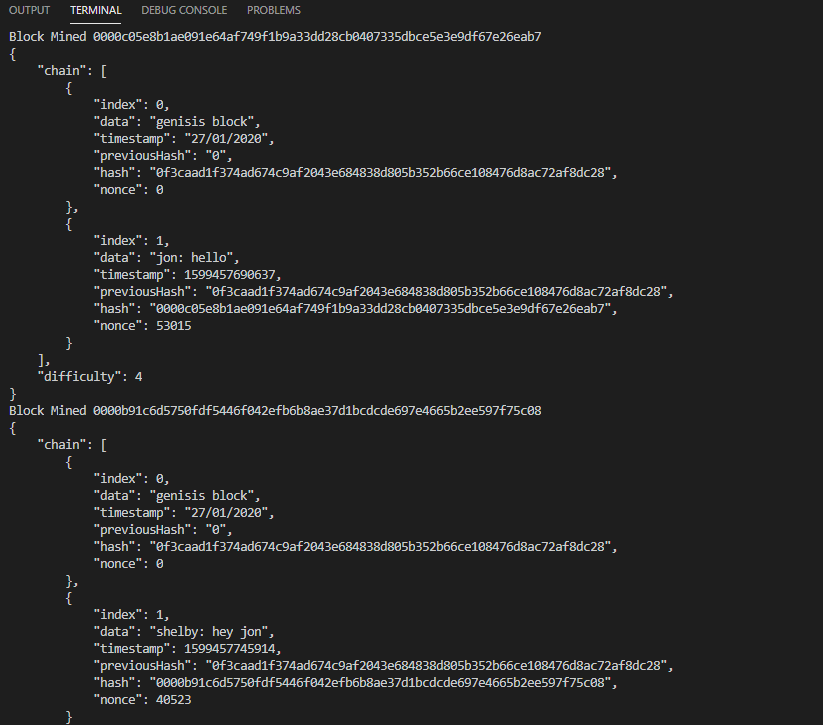 OUTPUT TERMINAL DEBUG CONSOLE PROBLEMS
Block Mined 0000c05e8b1ae091e64af749f1b9a33dd28cb0407335dbce5e3e9df67e26eab7
{
    "chain": [
        {
            "index": 0,
            "data": "genisis block",
            "timestamp": "27/01/2020",
            "previousHash": "0",
            "hash": "0f3caad1f374ad674c9af2043e684838d805b352b66ce108476d8ac72af8dc28",
            "nonce": 0
        },
        {
            "index": 1,
            "data": "jon: hello",
            "timestamp": 1599457690637,
            "previousHash": "0f3caad1f374ad674c9af2043e684838d805b352b66ce108476d8ac72af8dc28",
            "hash": "0000c05e8b1ae091e64af749f1b9a33dd28cb0407335dbce5e3e9df67e26eab7",
            "nonce": 53015
        }
    ],
    "difficulty": 4
}
Block Mined 0000b91c6d5750fdf5446f042efb6b8ae37d1bcdcde697e4665b2ee597f75c08
{
    "chain": [
        {
            "index": 0,
            "data": "genisis block",
            "timestamp": "27/01/2020",
            "previousHash": "0",
            "hash": "0f3caad1f374ad674c9af2043e684838d805b352b66ce108476d8ac72af8dc28",
            "nonce": 0
        },
        {
            "index": 1,
            "data": "shelby: hey jon",
            "timestamp": 1599457745914,
            "previousHash": "0f3caad1f374ad674c9af2043e684838d805b352b66ce108476d8ac72af8dc28",
            "hash": "0000b91c6d5750fdf5446f042efb6b8ae37d1bcdcde697e4665b2ee597f75c08",
            "nonce": 40523
        }